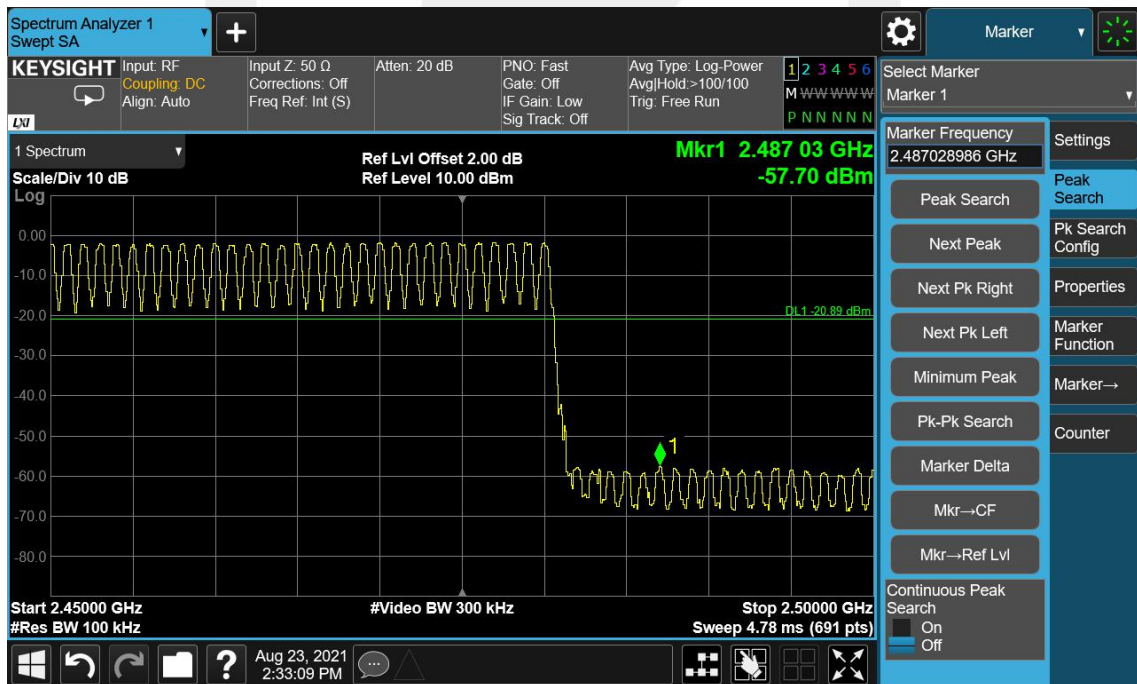 Spectrum Analyzer 1
Swept SA
+
Marker
KEYSIGHT
LXI
Input: RF
Coupling: DC
Align: Auto
Input Z: 50 Ω
Corrections: Off
Freq Ref: Int (S)
Atten: 20 dB
PNO: Fast
Gate: Off
IF Gain: Low
Sig Track: Off
Avg Type: Log-Power
Avg|Hold:>100/100
Trig: Free Run
1 2 3 4 5 6
M W W W W W
P N N N N N
Select Marker
Marker 1
1 Spectrum
Scale/Div 10 dB
Log
Ref Lvl Offset 2.00 dB
Ref Level 10.00 dBm
Mkr1 2.487 03 GHz
-57.70 dBm
0.00
-10.0
-20.0
-30.0
-40.0
-50.0
-60.0
-70.0
-80.0
DL1 -20.89 dBm
1
Start 2.45000 GHz
#Res BW 100 kHz
#Video BW 300 kHz
Stop 2.50000 GHz
Sweep 4.78 ms (691 pts)
Marker Frequency
2.487028986 GHz
Peak Search
Next Peak
Next Pk Right
Next Pk Left
Minimum Peak
Pk-Pk Search
Marker Delta
Mkr→CF
Mkr→Ref Lvl
Continuous Peak
Search
On
Off
Settings
Peak
Search
Pk Search
Config
Properties
Marker
Function
Marker→
Counter
?
Aug 23, 2021
2:33:09 PM